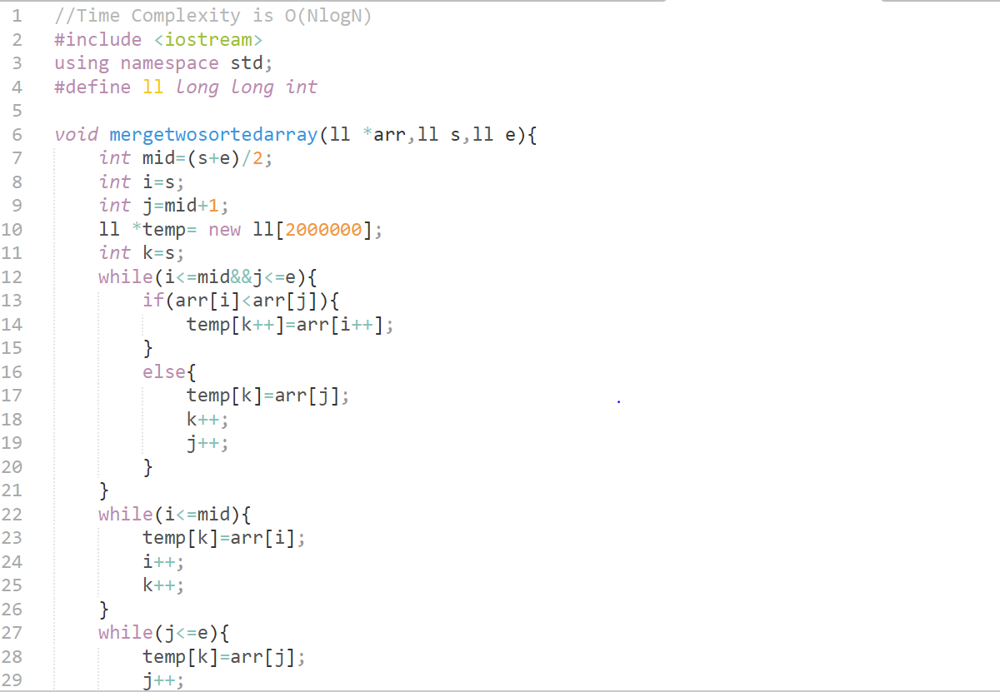 1 //Time Complexity is O(NlogN)
2 #include <iostream>
3 using namespace std;
4 #define ll long long int
5
6 void mergetwosortedarray(ll *arr,ll s,ll e){
7     int mid=(s+e)/2;
8     int i=s;
9     int j=mid+1;
10     ll *temp= new ll[2000000];
11     int k=s;
12     while(i<=mid&&j<=e){
13         if(arr[i]<arr[j]){
14             temp[k++]=arr[i++];
15         }
16         else{
17             temp[k]=arr[j];
18             k++;
19             j++;
20         }
21     }
22     while(i<=mid){
23         temp[k]=arr[i];
24         i++;
25         k++;
26     }
27     while(j<=e){
28         temp[k]=arr[j];
29         j++;